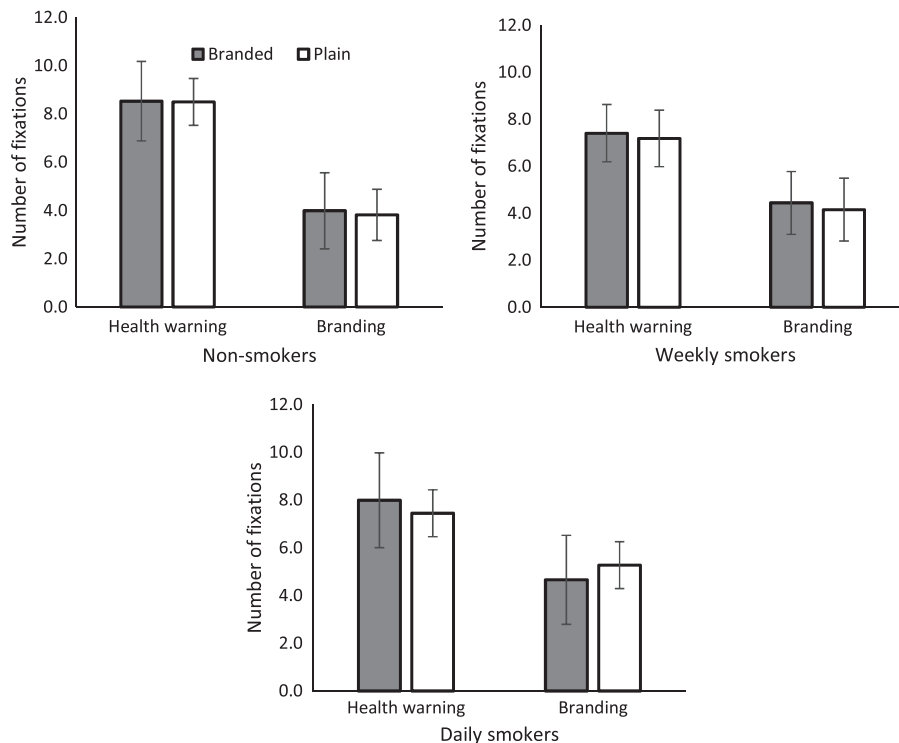 12.0
10.0
8.0
6.0
4.0
2.0
0.0
Number of fixations
Branded Plain
Health warning Branding
Non-smokers
12.0
10.0
8.0
6.0
4.0
2.0
0.0
Number of fixations
Health warning Branding
Weekly smokers
12.0
10.0
8.0
6.0
4.0
2.0
0.0
Number of fixations
Health warning Branding
Daily smokers